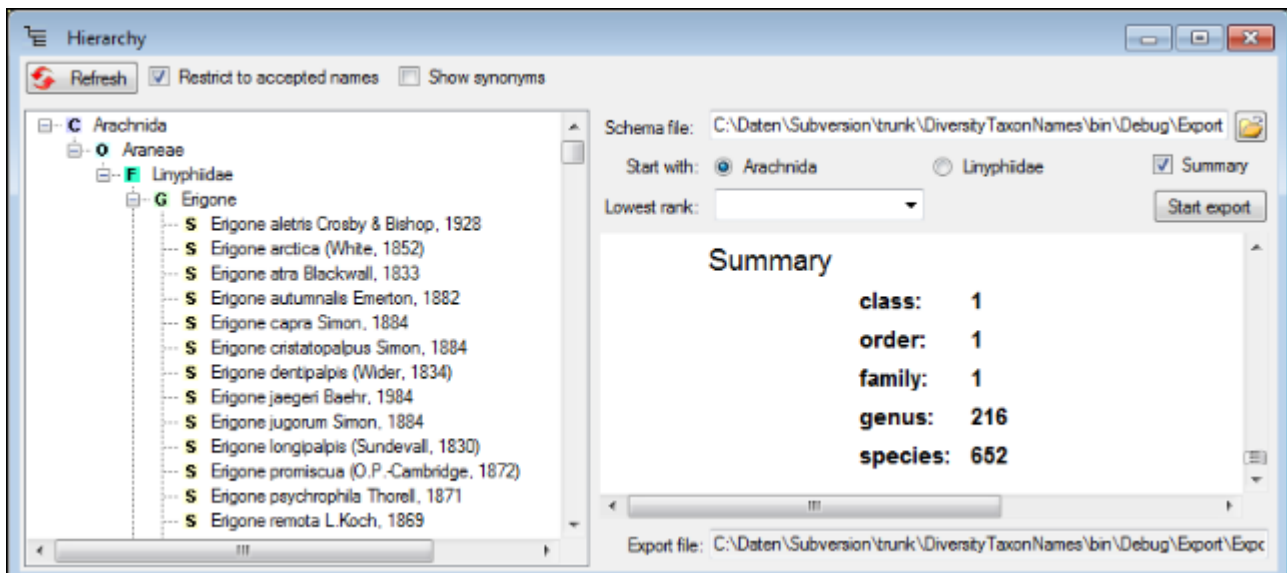 Hierarchy
Refresh Restrict to accepted names Show synonyms
C Arachnida
O Araneae
F Linyphiidae
G Erigone
S Erigone aletris Crosby & Bishop, 1928
S Erigone arctica (White, 1852)
S Erigone atra Blackwall, 1833
S Erigone autumnalis Emerton, 1882
S Erigone capra Simon, 1884
S Erigone cristatopalpus Simon, 1884
S Erigone dentipalpis (Wider, 1834)
S Erigone jaegeri Baehr, 1984
S Erigone jugorum Simon, 1884
S Erigone longipalpis (Sundevall, 1830)
S Erigone promiscua (O.P.-Cambridge, 1872)
S Erigone psychrophila Thorell, 1871
S Erigone remota L.Koch, 1869
Schema file: C:\Daten\Subversion\trunk\DiversityTaxonNames\bin\Debug\Export
Start with: Arachnida Linyphiidae Summary
Lowest rank: Start export
Summary
class: 1
order: 1
family: 1
genus: 216
species: 652
Export file: C:\Daten\Subversion\trunk\DiversityTaxonNames\bin\Debug\Export\Expo